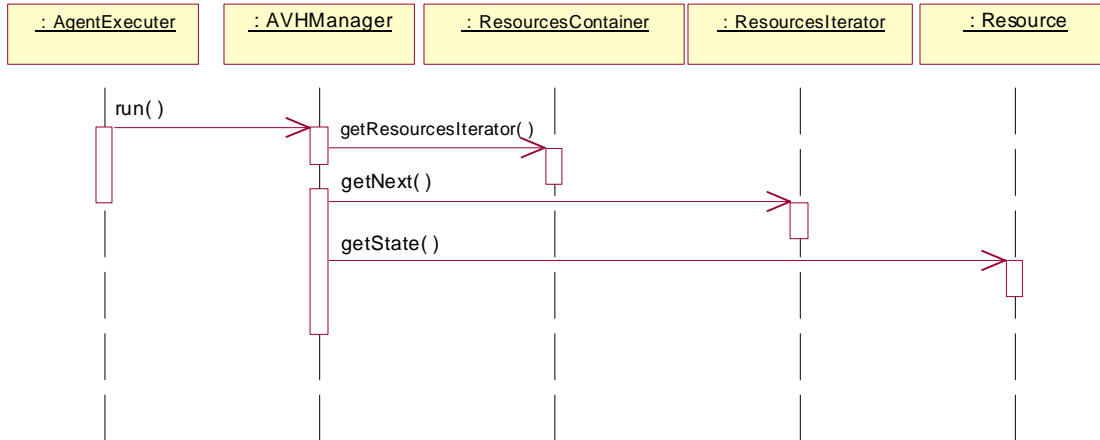 : AgentExecuter
: AVHManager
: ResourcesContainer
: ResourcesIterator
: Resource
run( )
getResourcesIterator( )
getNext( )
getState( )